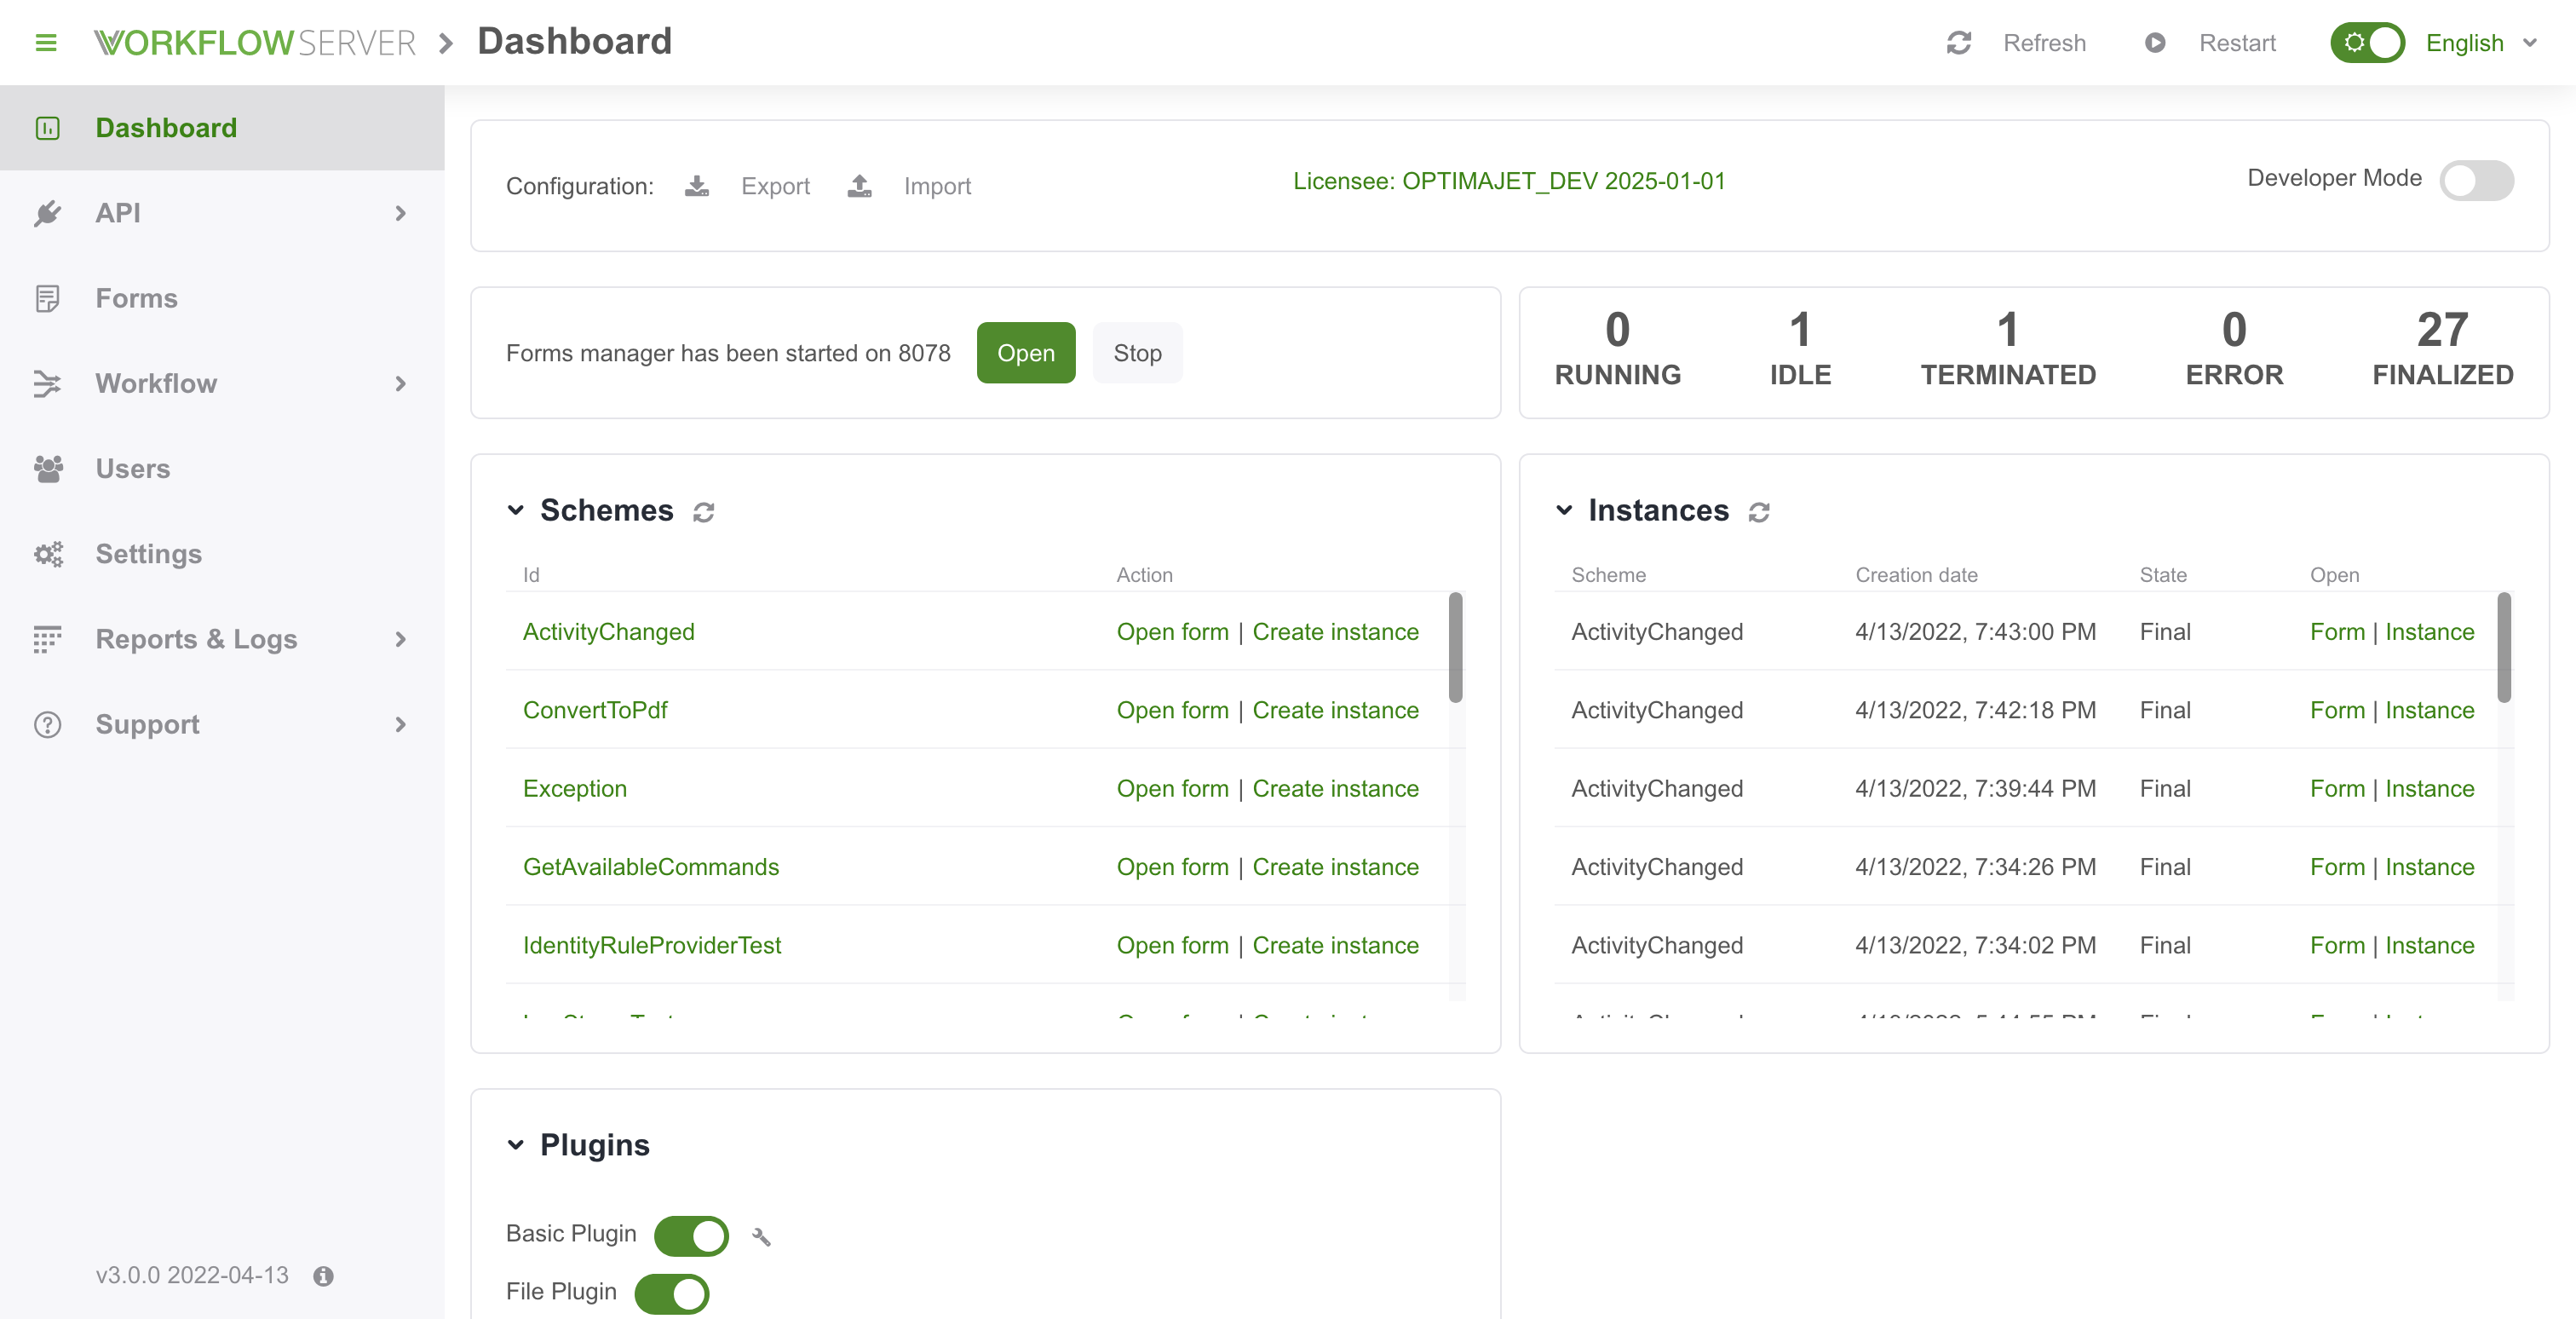 WORKFLOWSERVER Dashboard
Refresh Restart English
Dashboard
API
Forms
Workflow
Users
Settings
Reports & Logs
Support
v3.0.0 2022-04-13
Configuration: Export Import
Licensee: OPTIMAJET_DEV 2025-01-01
Developer Mode
Forms manager has been started on 8078 Open Stop
0 1 1 0 27
RUNNING IDLE TERMINATED ERROR FINALIZED
Schemes
Id Action
ActivityChanged Open form | Create instance
ConvertToPdf Open form | Create instance
Exception Open form | Create instance
GetAvailableCommands Open form | Create instance
IdentityRuleProviderTest Open form | Create instance
Instances
Scheme Creation date State Open
ActivityChanged 4/13/2022, 7:43:00 PM Final Form | Instance
ActivityChanged 4/13/2022, 7:42:18 PM Final Form | Instance
ActivityChanged 4/13/2022, 7:39:44 PM Final Form | Instance
ActivityChanged 4/13/2022, 7:34:26 PM Final Form | Instance
ActivityChanged 4/13/2022, 7:34:02 PM Final Form | Instance
Plugins
Basic Plugin
File Plugin